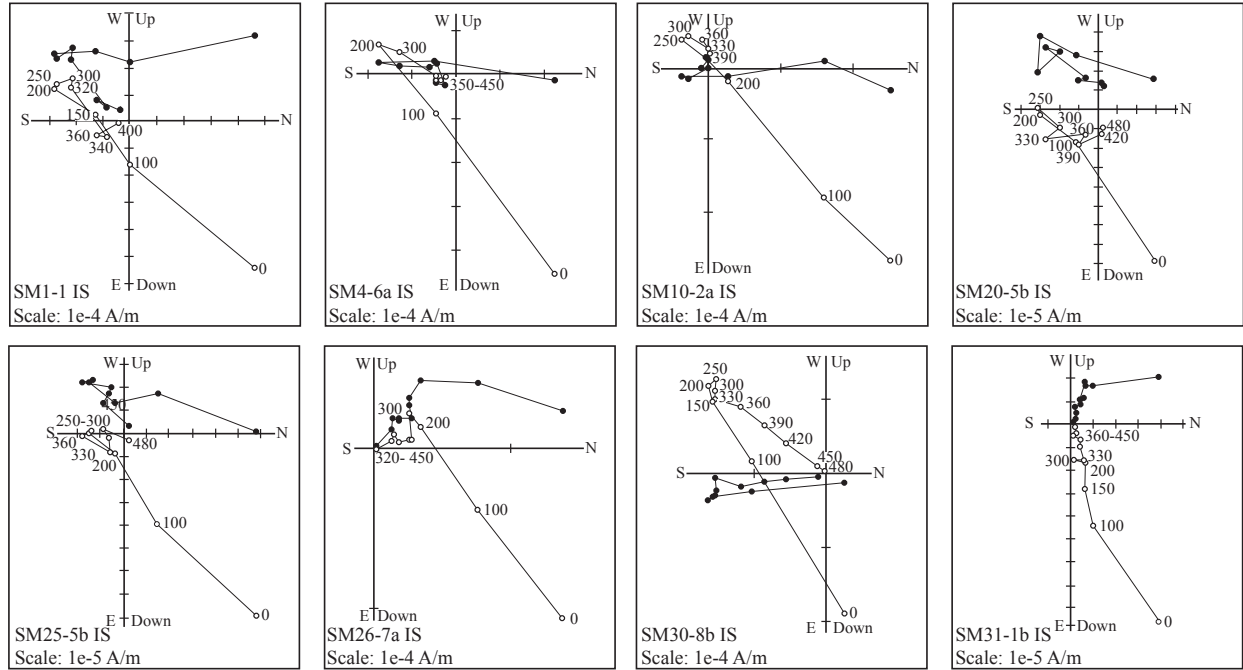 W Up
250
300
200
320
150
S
N
400
360
340
100
0
E Down
SM1-1 IS
Scale: 1e-4 A/m
W Up
200
300
S
N
350-450
100
0
E Down
SM4-6a IS
Scale: 1e-4 A/m
W Up
300
360
250
330
390
S
N
200
100
0
E Down
SM10-2a IS
Scale: 1e-4 A/m
W Up
250
S
N
200
300
480
360
330
100
420
390
0
E Down
SM20-5b IS
Scale: 1e-5 A/m
W Up
450
250-300
S
N
360
480
330
200
100
0
E Down
SM25-5b IS
Scale: 1e-5 A/m
W Up
300
200
S
N
320- 450
100
0
E Down
SM26-7a IS
Scale: 1e-4 A/m
W Up
250
200
300
330
150
360
390
420
100
450
480
S
N
0
E Down
SM30-8b IS
Scale: 1e-4 A/m
W Up
S
N
360-450
300
330
200
150
100
0
E Down
SM31-1b IS
Scale: 1e-5 A/m